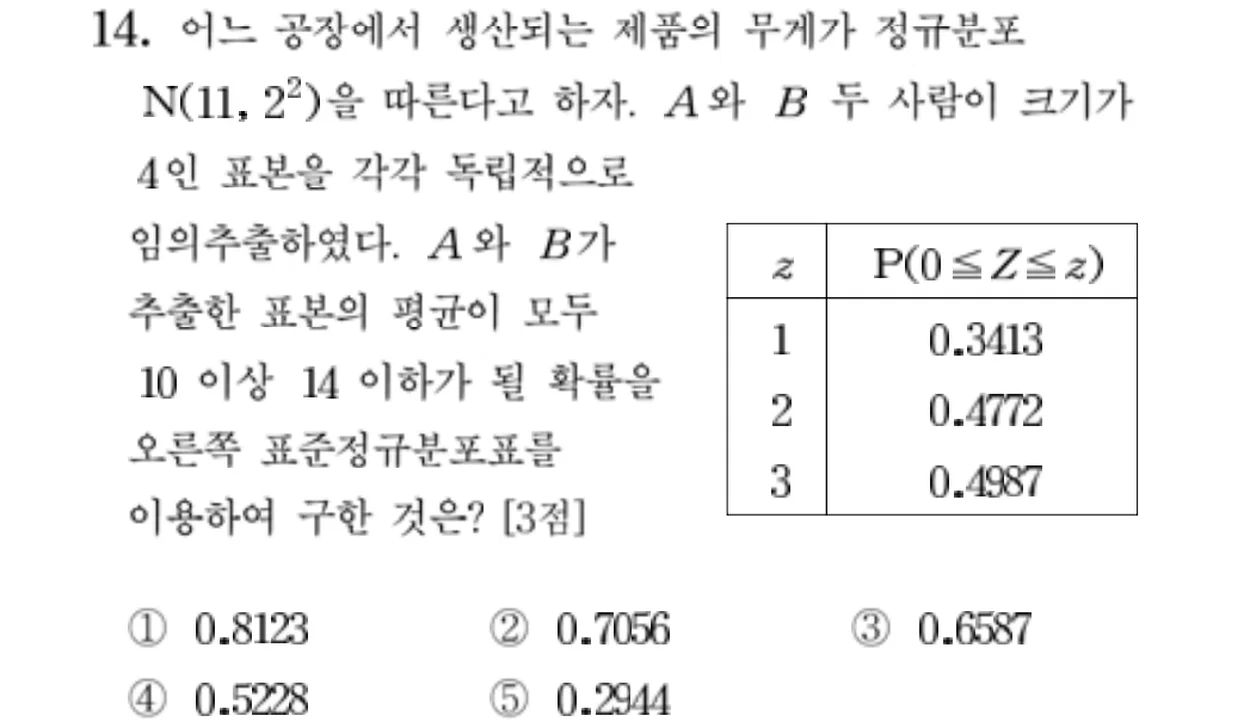 14. 어느 공장에서 생산되는 제품의 무게가 정규분포
N(11, 2²)을 따른다고 하자. A와 B 두 사람이 크기가
4인 표본을 각각 독립적으로
임의추출하였다. A와 B가
추출한 표본의 평균이 모두
10 이상 14 이하가 될 확률을
오른쪽 표준정규분포표를
이용하여 구한 것은? [3점]
z P(0≦Z≦z)
1 0.3413
2 0.4772
3 0.4987
① 0.8123 ② 0.7056 ③ 0.6587
④ 0.5228 ⑤ 0.2944